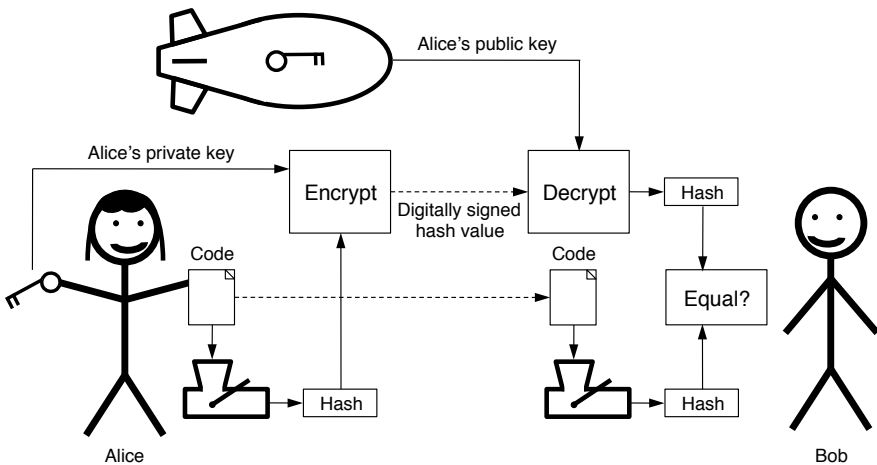 Alice’s public key
Alice’s private key
Encrypt
Decrypt
Hash
Digitally signed
hash value
Code
Code
Equal?
Hash
Hash
Alice
Bob